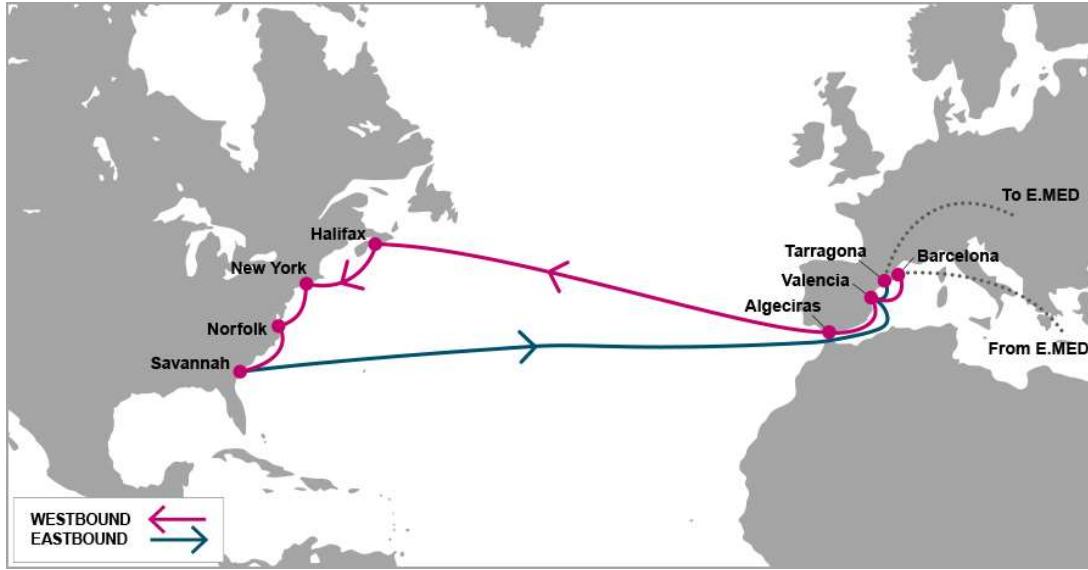 To E.MED
Halifax
Tarragona
Barcelona
New York
Valencia
Algeciras
Norfolk
From E.MED
Savannah
WESTBOUND
EASTBOUND